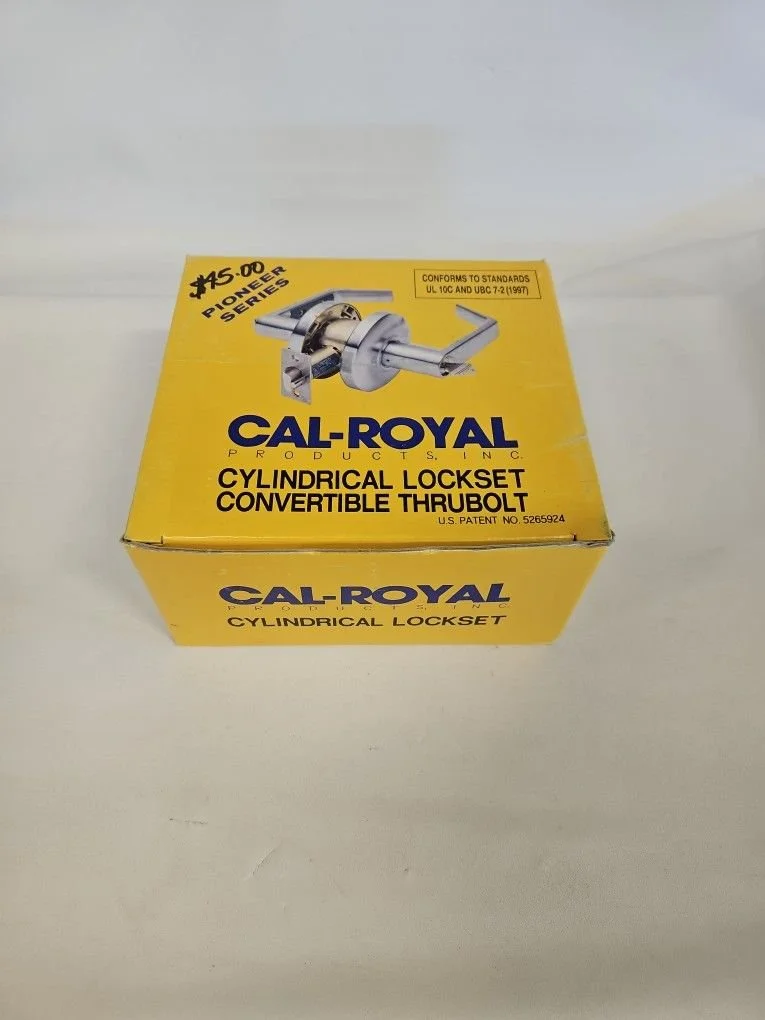 $95.00
PIONEER
SERIES
CONFORMS TO STANDARDS
UL 10C AND UBC 7-2 (1997)
CAL-ROYAL
PRODUCTS, INC.
CYLINDRICAL LOCKSET
CONVERTIBLE THRUBOLT
U.S. PATENT NO. 5265924
CAL-ROYAL
PRODUCTS, INC.
CYLINDRICAL LOCKSET